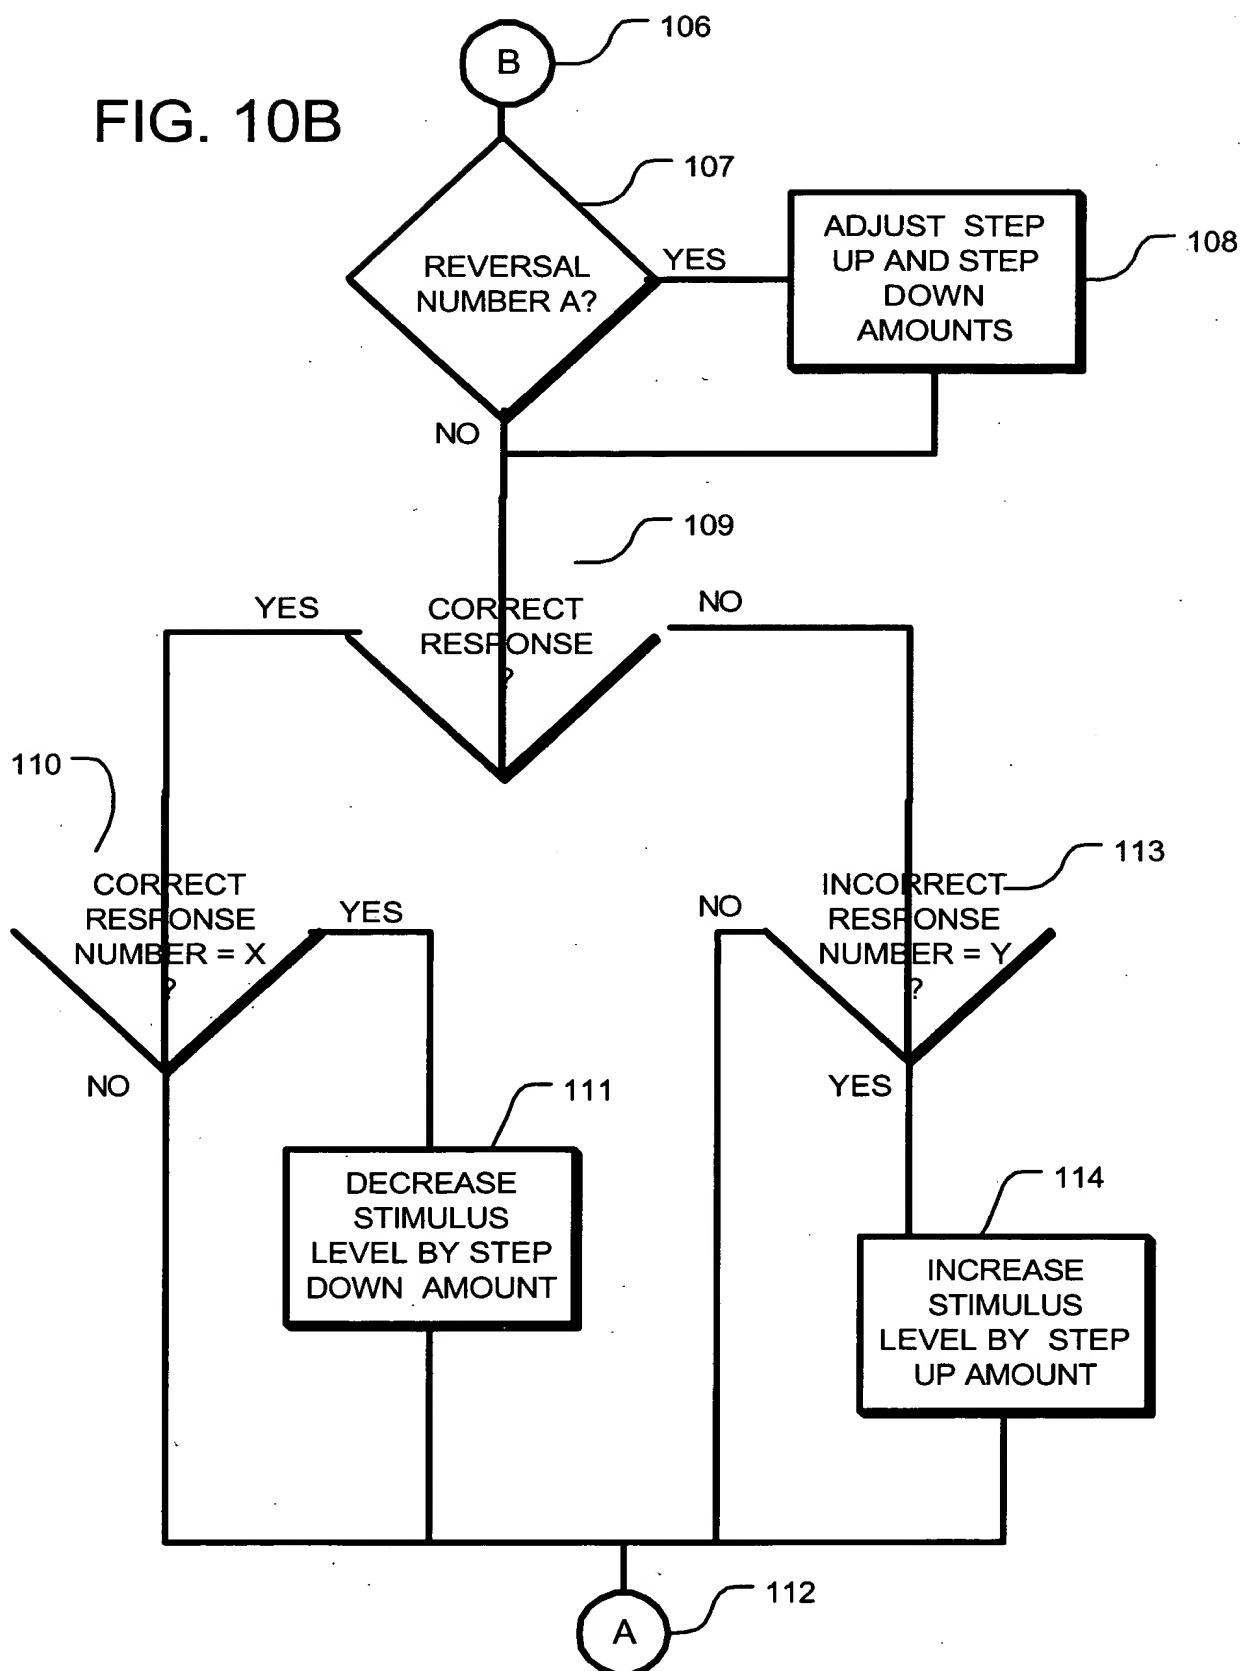 B
106
FIG. 10B
107
REVERSAL
NUMBER A?
YES
ADJUST STEP
UP AND STEP
DOWN
AMOUNTS
108
NO
109
YES
CORRECT
RESPONSE
?
NO
110
CORRECT
RESPONSE
NUMBER = X
?
YES
NO
INCORRECT
RESPONSE
NUMBER = Y
?
113
NO
YES
111
DECREASE
STIMULUS
LEVEL BY STEP
DOWN AMOUNT
114
INCREASE
STIMULUS
LEVEL BY STEP
UP AMOUNT
A
112